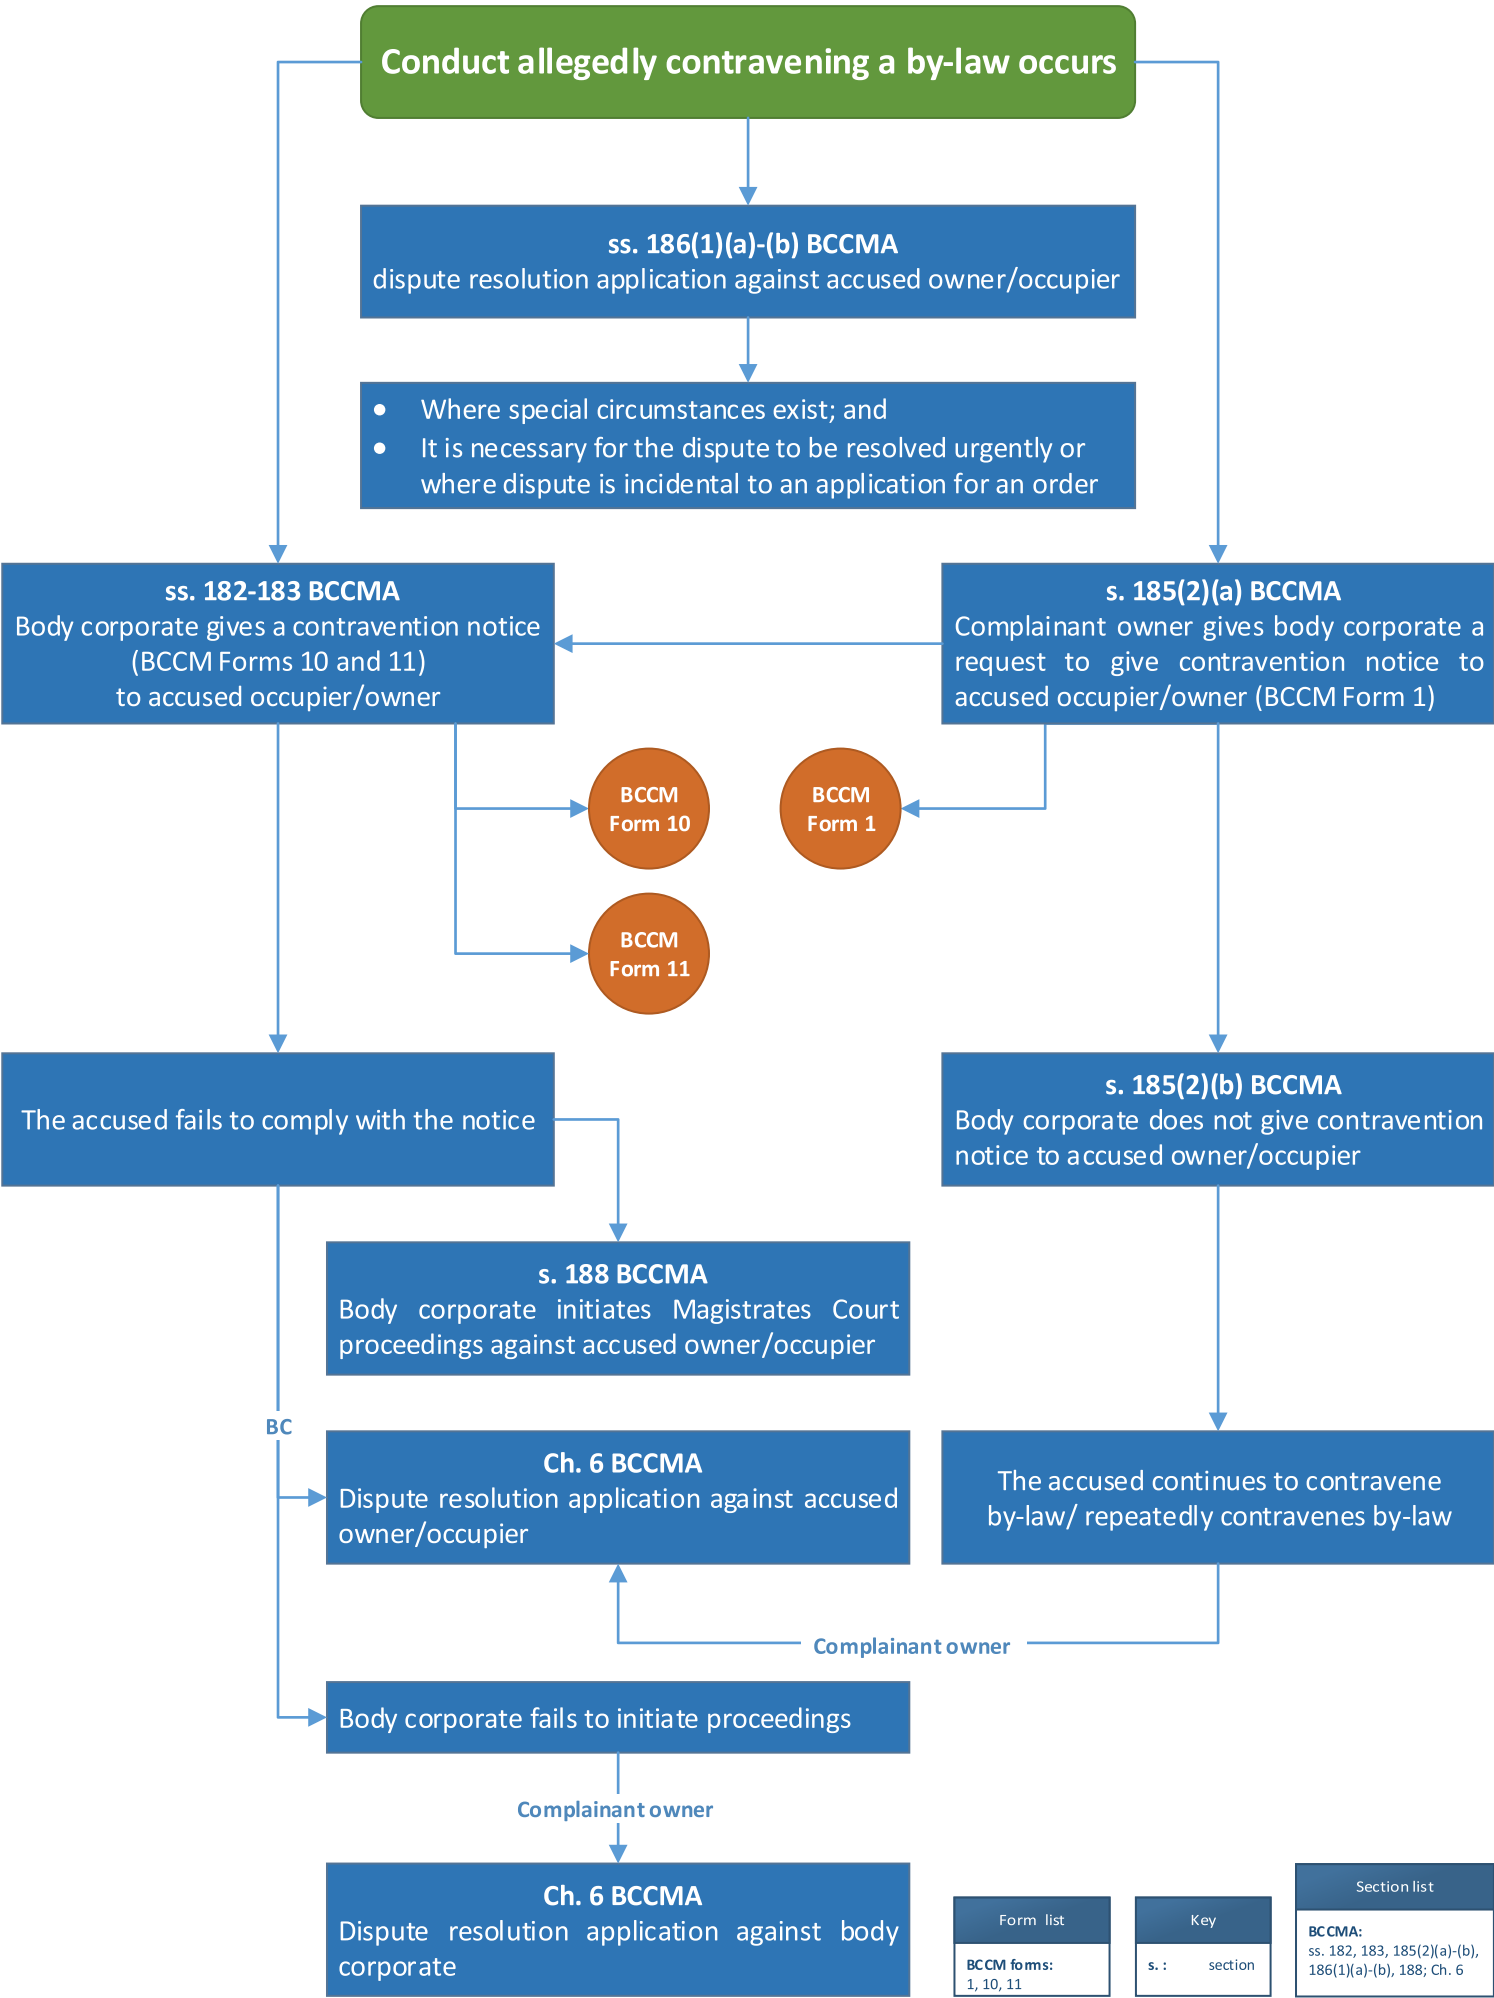 Conduct allegedly contravening a by-law occurs
ss. 186(1)(a)-(b) BCCMA
dispute resolution application against accused owner/occupier
• Where special circumstances exist; and
• It is necessary for the dispute to be resolved urgently or
where dispute is incidental to an application for an order
ss. 182-183 BCCMA
Body corporate gives a contravention notice
(BCCM Forms 10 and 11)
to accused occupier/owner
s. 185(2)(a) BCCMA
Complainant owner gives body corporate a
request to give contravention notice to
accused occupier/owner (BCCM Form 1)
BCCM
Form 10
BCCM
Form 1
BCCM
Form 11
The accused fails to comply with the notice
s. 185(2)(b) BCCMA
Body corporate does not give contravention
notice to accused owner/occupier
s. 188 BCCMA
Body corporate initiates Magistrates Court
proceedings against accused owner/occupier
BC
Ch. 6 BCCMA
Dispute resolution application against accused
owner/occupier
The accused continues to contravene
by-law/ repeatedly contravenes by-law
Complainant owner
Body corporate fails to initiate proceedings
Complainant owner
Ch. 6 BCCMA
Dispute resolution application against body
corporate
Form list
BCCM forms:
1, 10, 11
Key
s. : section
Section list
BCCMA:
ss. 182, 183, 185(2)(a)-(b),
186(1)(a)-(b), 188; Ch. 6